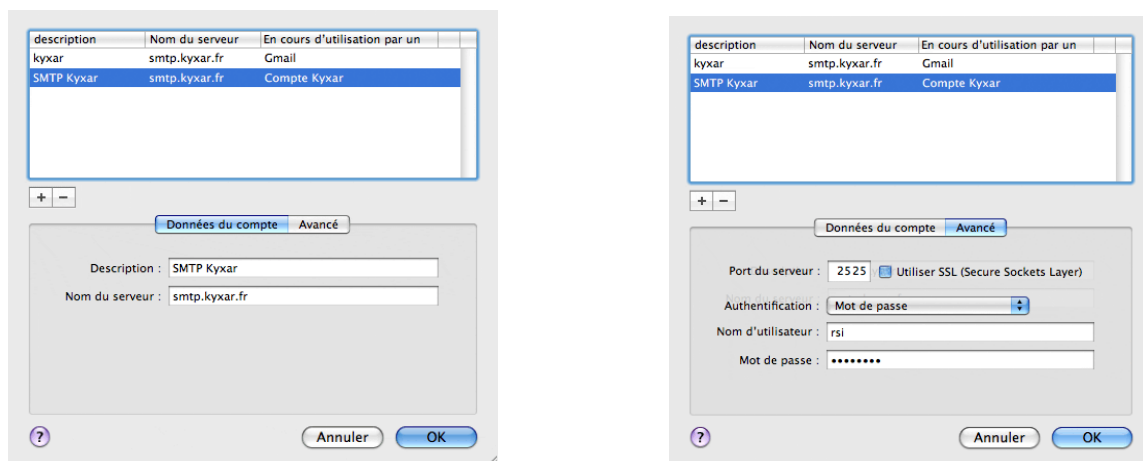 description Nom du serveur En cours d'utilisation par un
kyxar smtp.kyxar.fr Gmail
SMTP Kyxar smtp.kyxar.fr Compte Kyxar
+ −
Données du compte Avancé
Description : SMTP Kyxar
Nom du serveur : smtp.kyxar.fr
? Annuler OK
description Nom du serveur En cours d'utilisation par un
kyxar smtp.kyxar.fr Gmail
SMTP Kyxar smtp.kyxar.fr Compte Kyxar
+ −
Données du compte Avancé
Port du serveur : 2525 Utiliser SSL (Secure Sockets Layer)
Authentification : Mot de passe
Nom d'utilisateur : rsi
Mot de passe : ••••••••
? Annuler OK